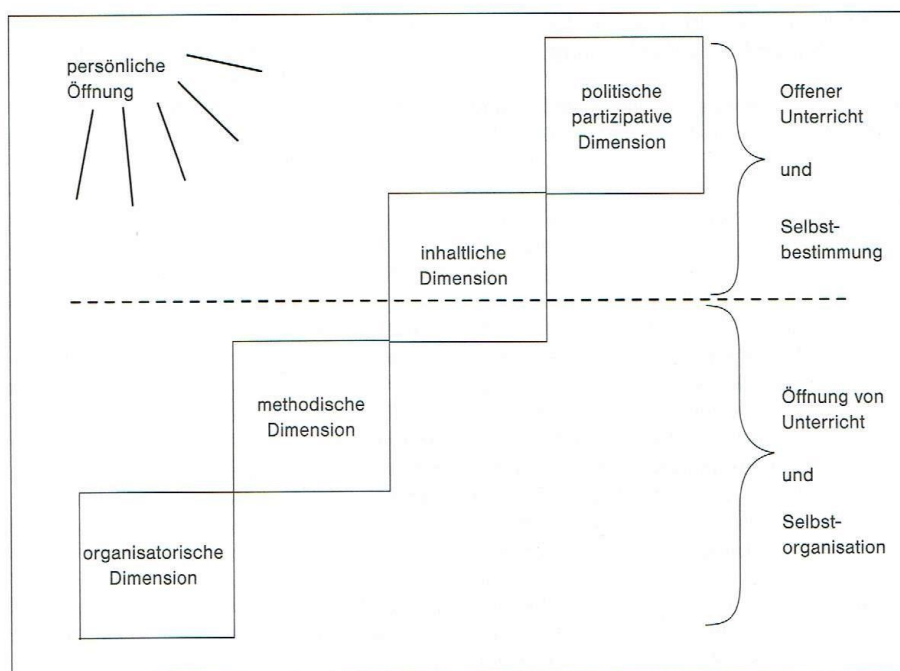 persönliche
Öffnung
politische
partizipative
Dimension
Offener
Unterricht
und
Selbst-
bestimmung
inhaltliche
Dimension
methodische
Dimension
Öffnung von
Unterricht
und
Selbst-
organisation
organisatorische
Dimension